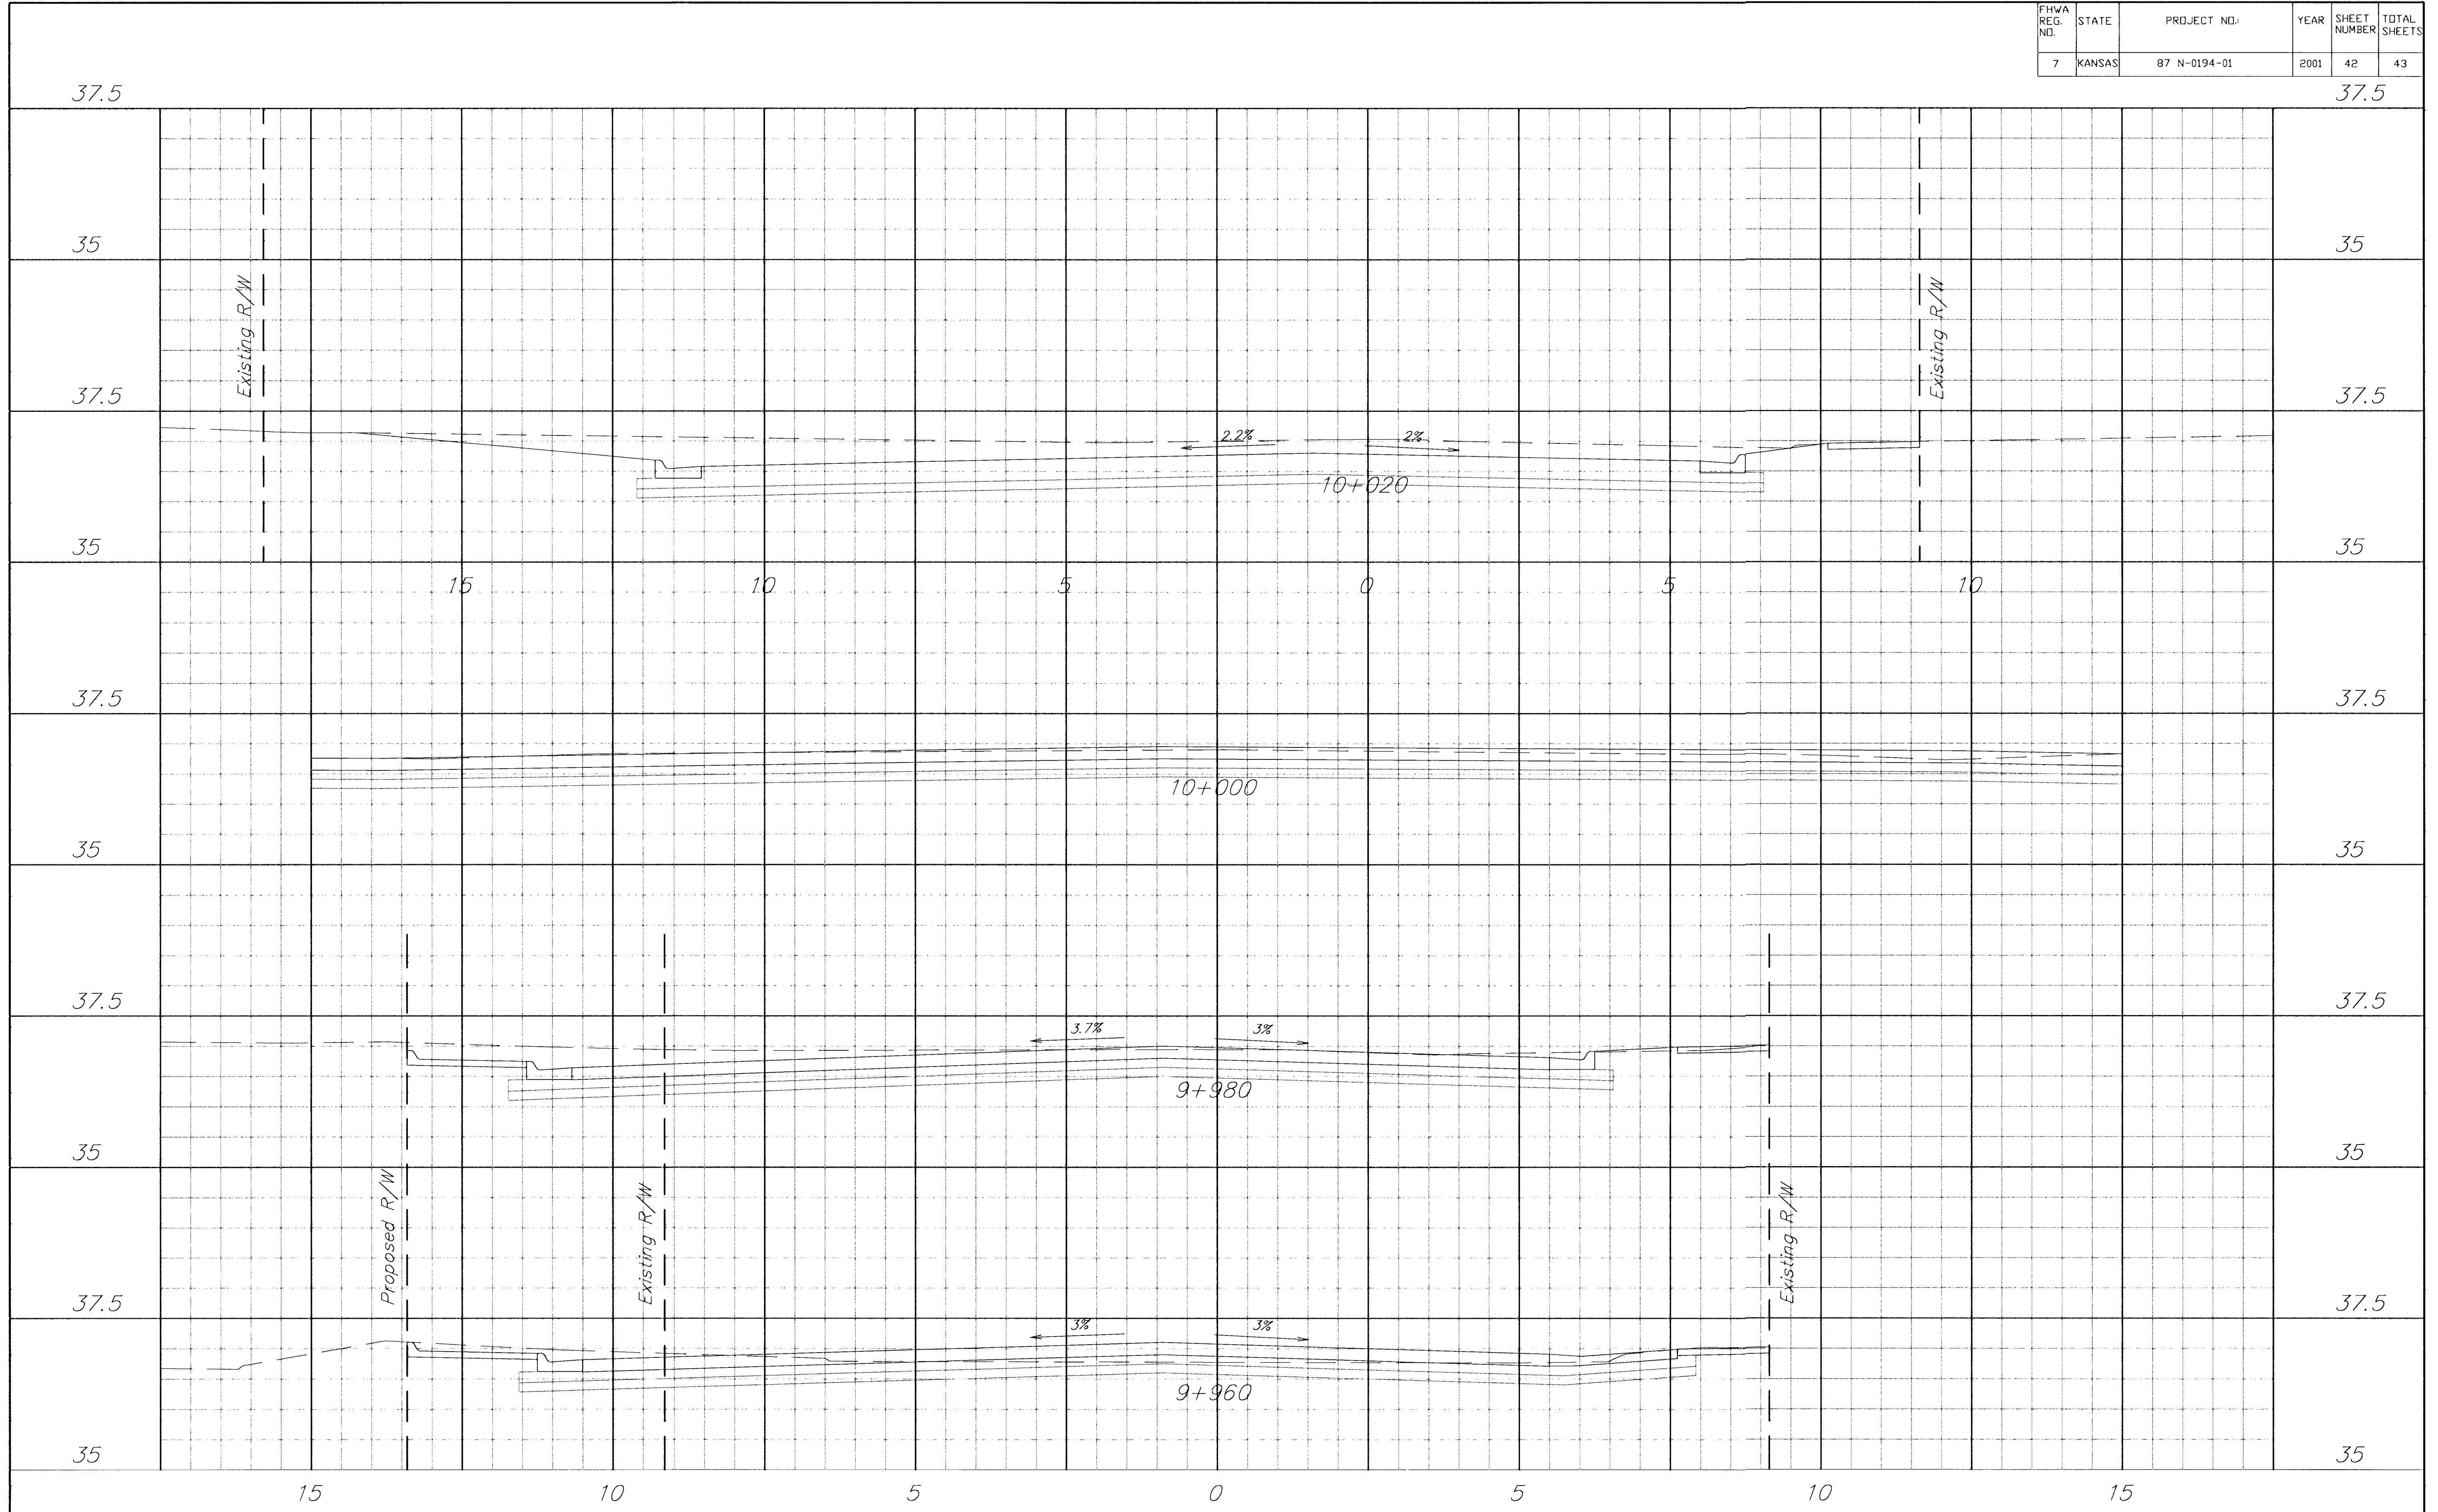 FHWA REG. NO. STATE PROJECT NO.: YEAR SHEET NUMBER TOTAL SHEETS
7 KANSAS 87 N-0194-01 2001 42 43
37.5 37.5
35 35
Existing R/W Existing R/W
37.5 37.5
2.2% 2%
10+020
35 35
15 10 5 0 5 10
37.5 37.5
10+000
35 35
37.5 37.5
3.7% 3%
9+980
35 35
Proposed R/W Existing R/W Existing R/W
37.5 37.5
3% 3%
9+960
35 35
15 10 5 0 5 10 15